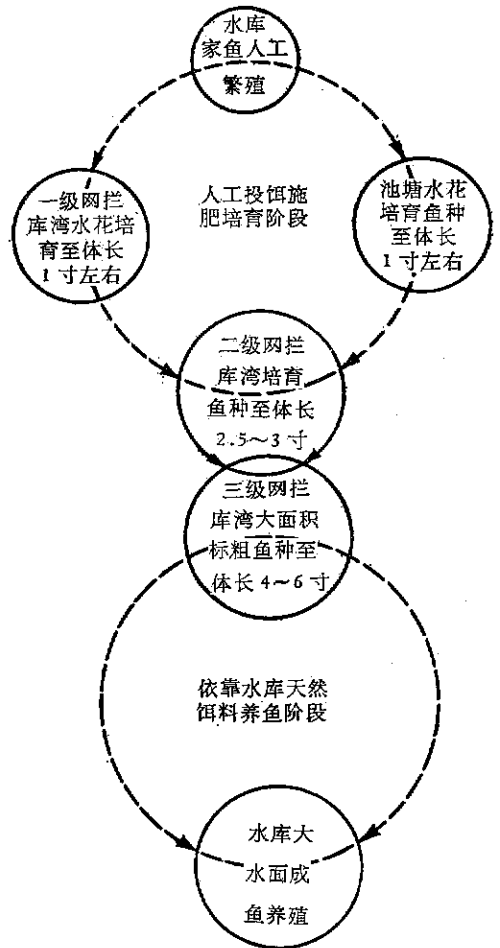 水库
家鱼人工
繁殖
一级网拦
库湾水花培
育至体长
1寸左右
人工投饵施
肥培育阶段
池塘水花
培育鱼种
至体长
1寸左右
二级网拦
库湾培育
鱼种至体长
2.5～3寸
三级网拦
库湾大面积
标粗鱼种至
体长4～6寸
依靠水库天然
饵料养鱼阶段
水库大
水面成
鱼养殖